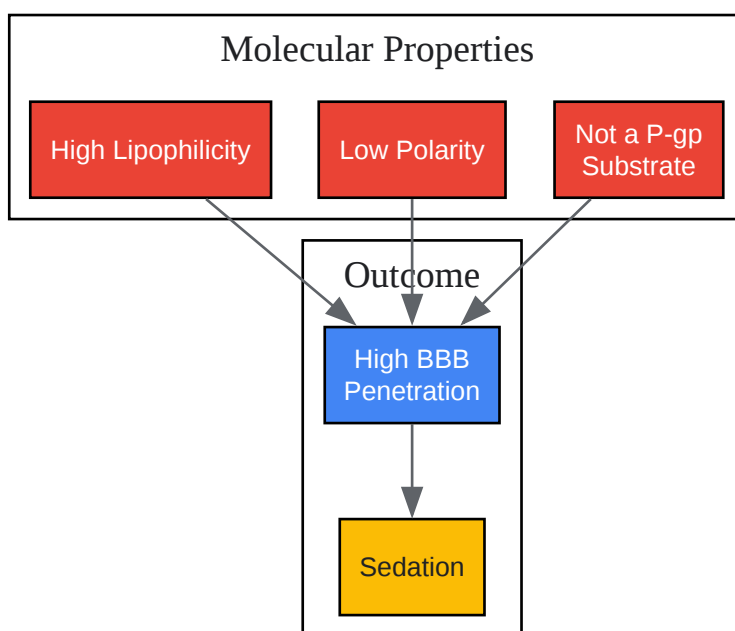 Molecular Properties
High Lipophilicity
Low Polarity
Not a P-gp
Substrate
Outcome
High BBB
Penetration
Sedation